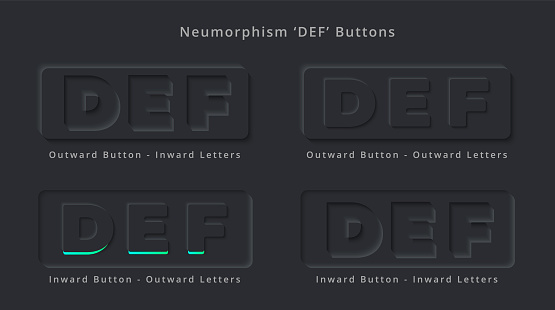 Neumorphism ‘DEF’ Buttons
DEF DEF
Outward Button - Inward Letters Outward Button - Outward Letters
DEF DEF
Inward Button - Outward Letters Inward Button - Inward Letters